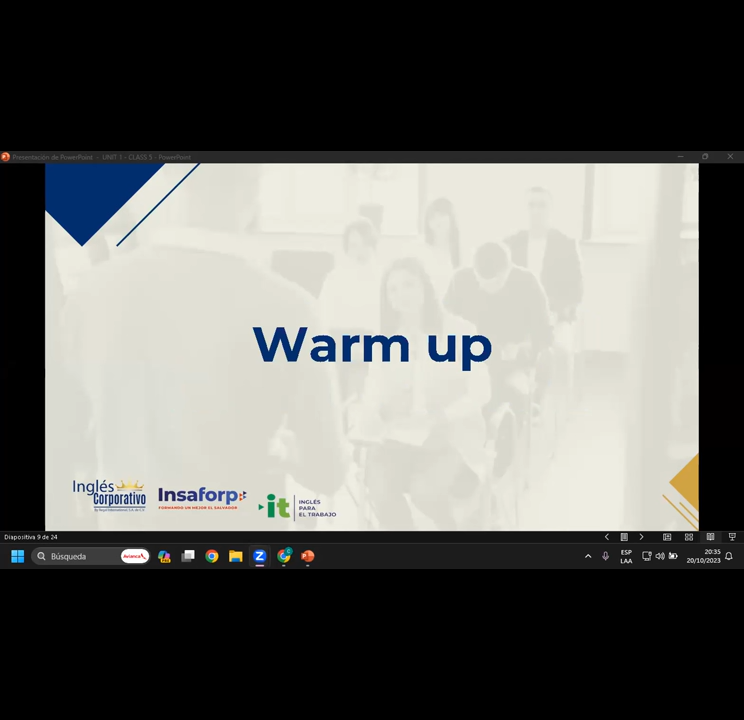 Presentación de PowerPoint - UNIT 1 - CLASS 5 - PowerPoint
Warm up
Inglés
Corporativo
Insaforp
FORMANDO UN MEJOR EL SALVADOR
it
INGLÉS
PARA
EL TRABAJO
Diapositiva 9 de 24
Búsqueda
Avianca
ESP
LAA
20:35
20/10/2023